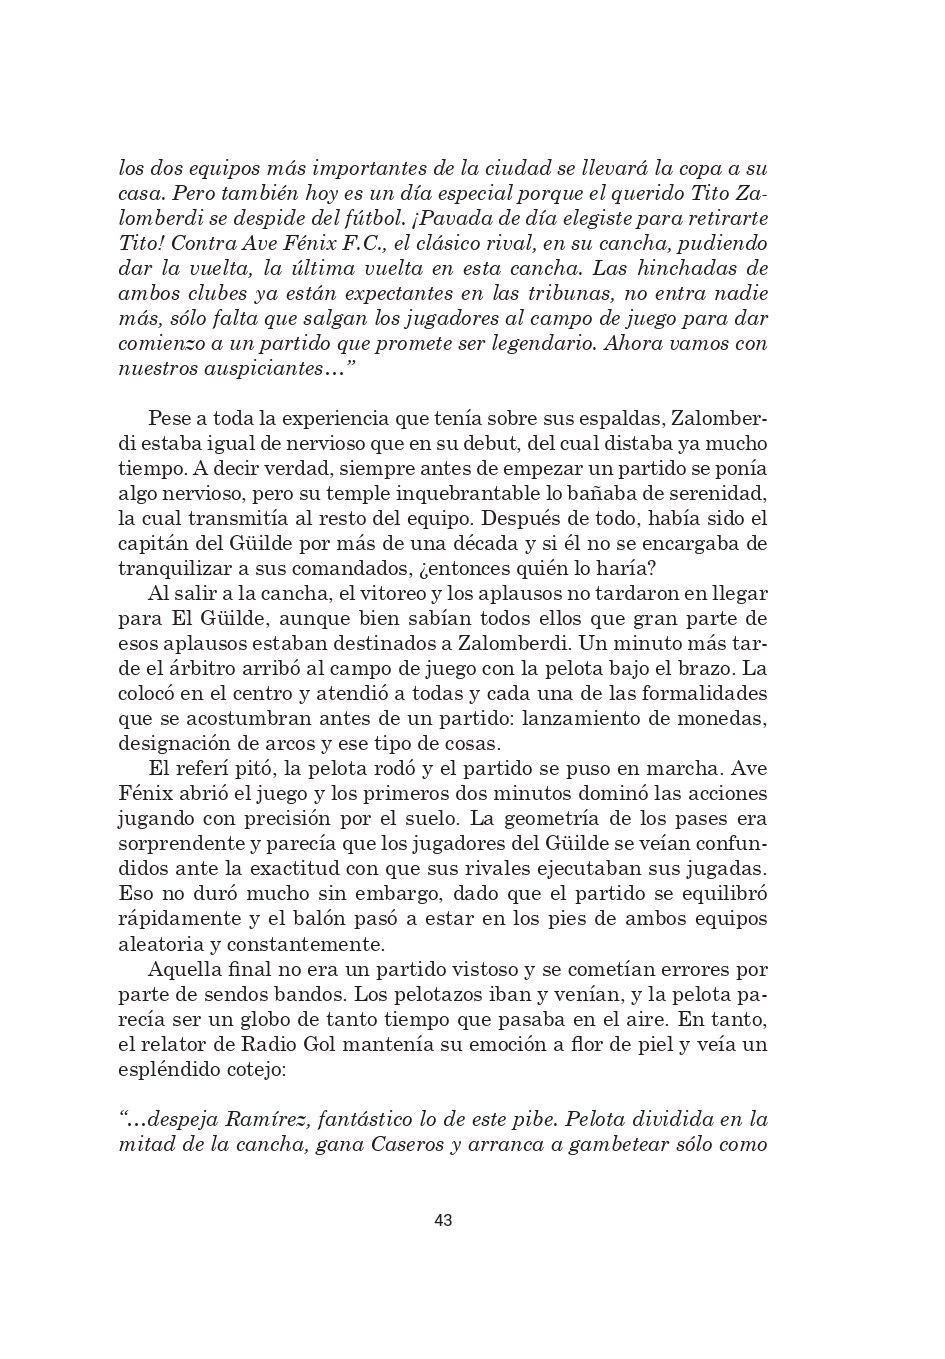 los dos equipos más importantes de la ciudad se llevará la copa a su
casa. Pero también hoy es un día especial porque el querido Tito Za-
lomberdi se despide del fútbol. ¡Pavada de día elegiste para retirarte
Tito! Contra Ave Fénix F.C., el clásico rival, en su cancha, pudiendo
dar la vuelta, la última vuelta en esta cancha. Las hinchadas de
ambos clubes ya están expectantes en las tribunas, no entra nadie
más, sólo falta que salgan los jugadores al campo de juego para dar
comienzo a un partido que promete ser legendario. Ahora vamos con
nuestros auspiciantes…”
Pese a toda la experiencia que tenía sobre sus espaldas, Zalomber-
di estaba igual de nervioso que en su debut, del cual distaba ya mucho
tiempo. A decir verdad, siempre antes de empezar un partido se ponía
algo nervioso, pero su temple inquebrantable lo bañaba de serenidad,
la cual transmitía al resto del equipo. Después de todo, había sido el
capitán del Güilde por más de una década y si él no se encargaba de
tranquilizar a sus comandados, ¿entonces quién lo haría?
Al salir a la cancha, el vitoreo y los aplausos no tardaron en llegar
para El Güilde, aunque bien sabían todos ellos que gran parte de
esos aplausos estaban destinados a Zalomberdi. Un minuto más tar-
de el árbitro arribó al campo de juego con la pelota bajo el brazo. La
colocó en el centro y atendió a todas y cada una de las formalidades
que se acostumbran antes de un partido: lanzamiento de monedas,
designación de arcos y ese tipo de cosas.
El referí pitó, la pelota rodó y el partido se puso en marcha. Ave
Fénix abrió el juego y los primeros dos minutos dominó las acciones
jugando con precisión por el suelo. La geometría de los pases era
sorprendente y parecía que los jugadores del Güilde se veían confun-
didos ante la exactitud con que sus rivales ejecutaban sus jugadas.
Eso no duró mucho sin embargo, dado que el partido se equilibró
rápidamente y el balón pasó a estar en los pies de ambos equipos
aleatoria y constantemente.
Aquella final no era un partido vistoso y se cometían errores por
parte de sendos bandos. Los pelotazos iban y venían, y la pelota pa-
recía ser un globo de tanto tiempo que pasaba en el aire. En tanto,
el relator de Radio Gol mantenía su emoción a flor de piel y veía un
espléndido cotejo:
“…despeja Ramírez, fantástico lo de este pibe. Pelota dividida en la
mitad de la cancha, gana Caseros y arranca a gambetear sólo como
43